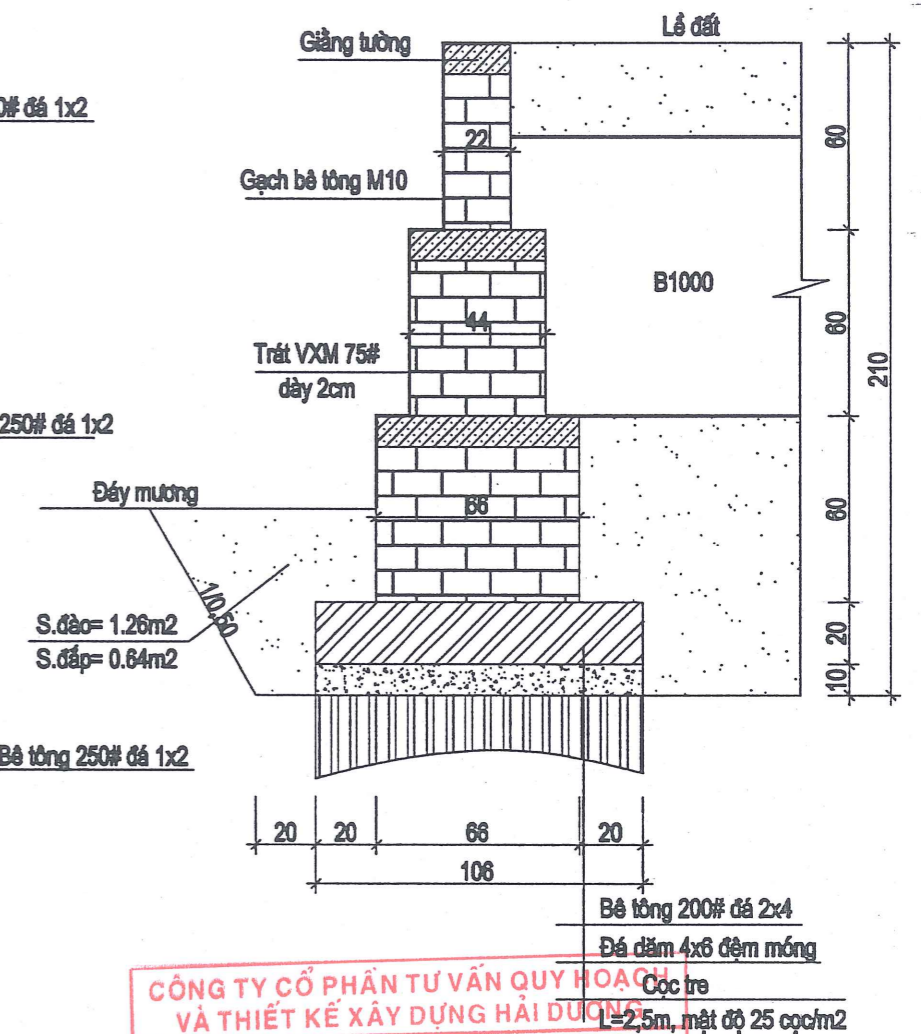 Lề đất
Giằng tường
0# đá 1x2
60
22
Gạch bê tông M10
B1000
44
60
210
Trát VXM 75#
dày 2cm
250# đá 1x2
Đáy mương
66
60
1/0,50
S.đào= 1.26m2
S.đắp= 0.64m2
20
10
Bê tông 250# đá 1x2
20
20
66
20
106
Bê tông 200# đá 2x4
Đá dăm 4x6 đệm móng
Cọc tre
L=2,5m, mật độ 25 cọc/m2
CÔNG TY CỔ PHẦN TƯ VẤN QUY HOẠCH
VÀ THIẾT KẾ XÂY DỰNG HẢI DƯƠNG